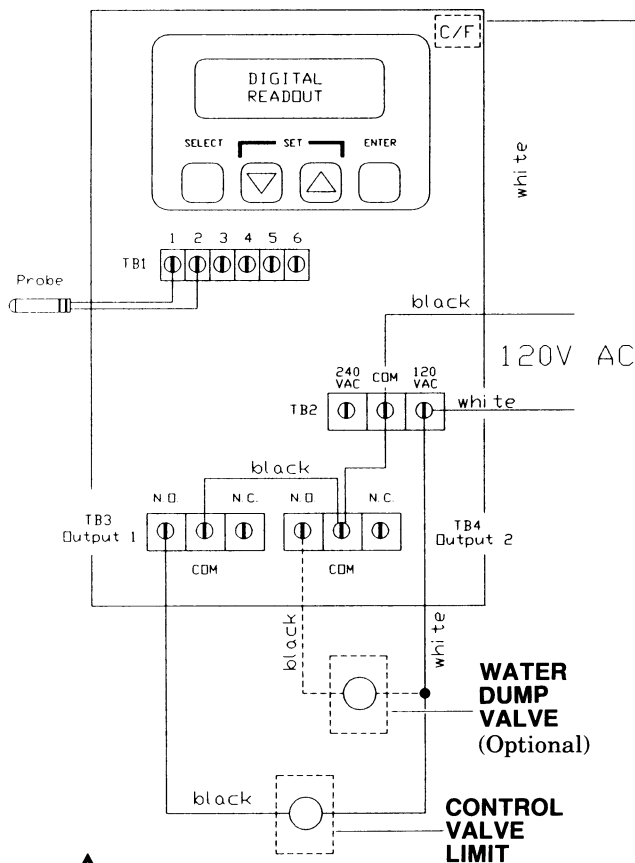 C/F
DIGITAL
READOUT
SELECT SET ENTER
white
1 2 3 4 5 6
TB1
Probe
black
120V AC
240
VAC
COM
120
VAC
TB2
white
black
N.O. N.C. N.O N.C.
TB3
Output 1
TB4
Output 2
COM COM
black
white
WATER
DUMP
VALVE
(Optional)
black
CONTROL
VALVE
LIMIT